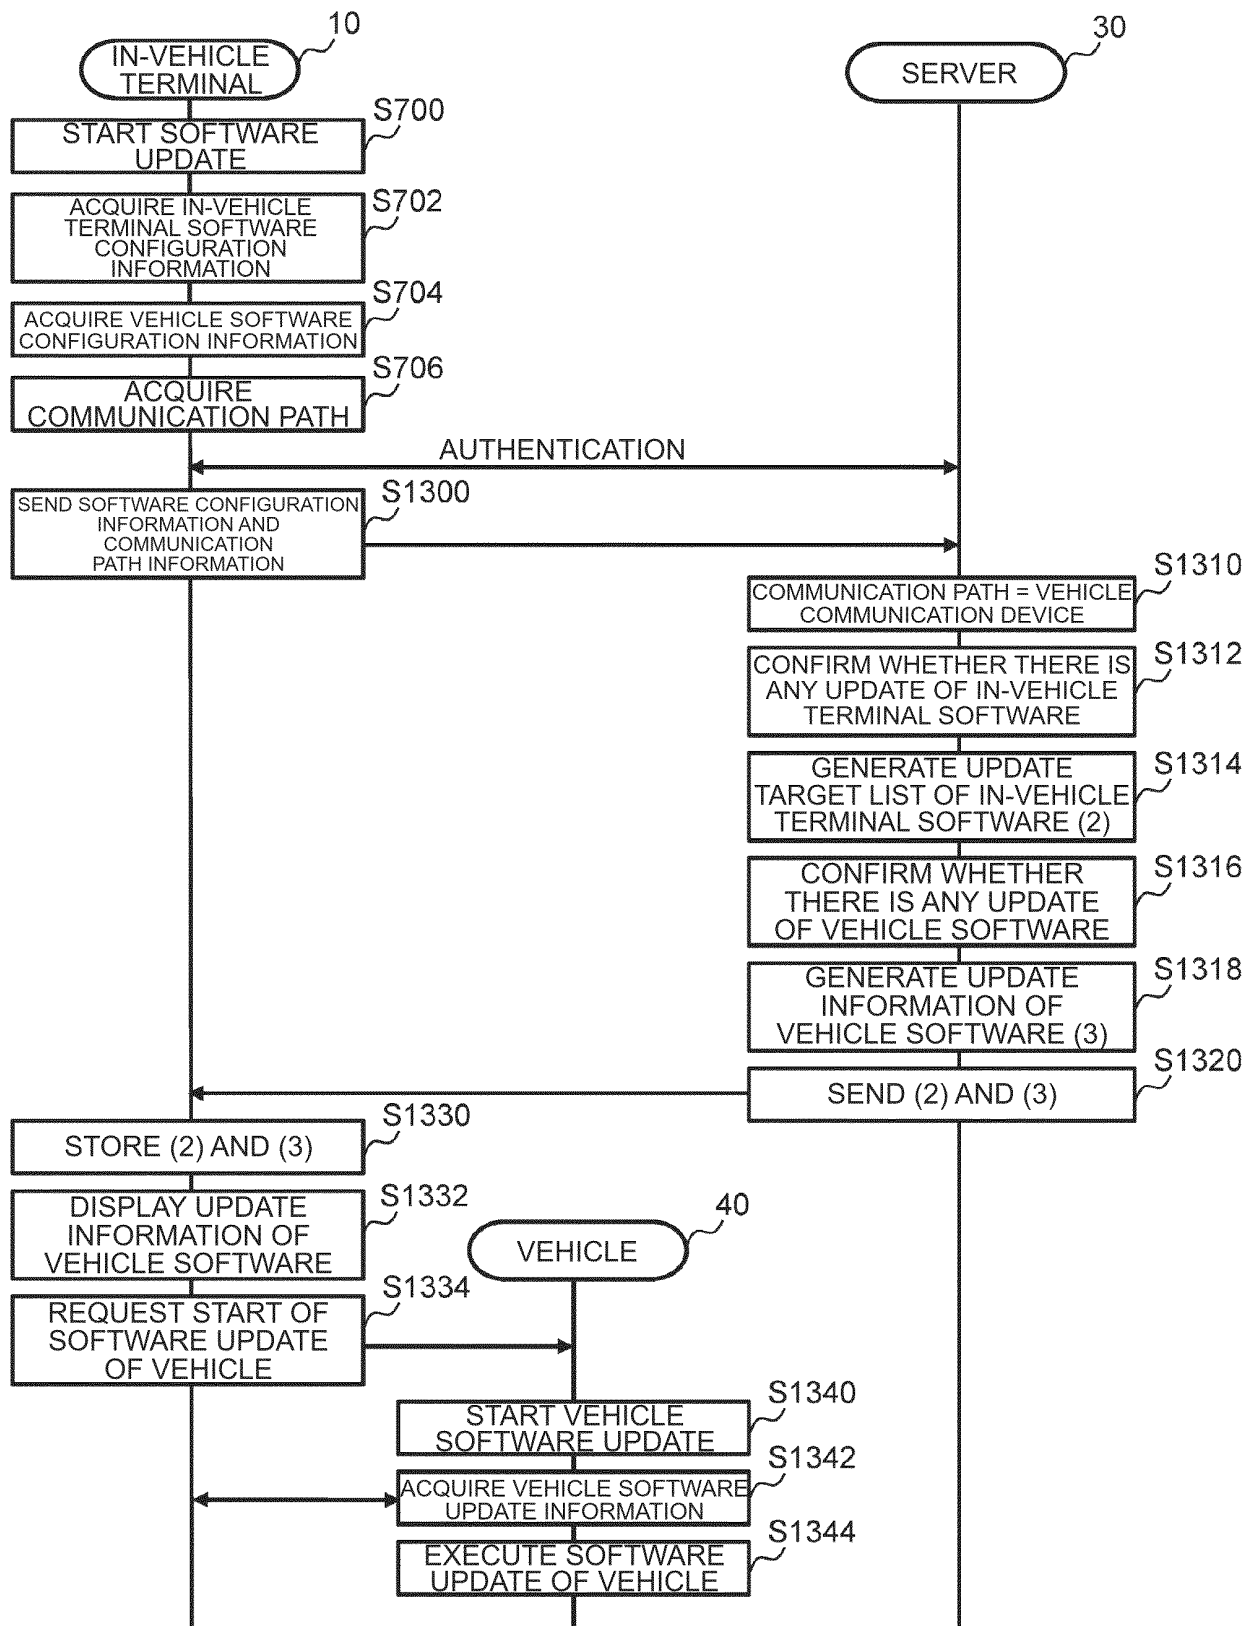 10
IN-VEHICLE
TERMINAL
30
SERVER
S700
START SOFTWARE
UPDATE
S702
ACQUIRE IN-VEHICLE
TERMINAL SOFTWARE
CONFIGURATION
INFORMATION
S704
ACQUIRE VEHICLE SOFTWARE
CONFIGURATION INFORMATION
S706
ACQUIRE
COMMUNICATION PATH
AUTHENTICATION
S1300
SEND SOFTWARE CONFIGURATION
INFORMATION AND
COMMUNICATION
PATH INFORMATION
S1310
COMMUNICATION PATH = VEHICLE
COMMUNICATION DEVICE
S1312
CONFIRM WHETHER THERE IS
ANY UPDATE OF IN-VEHICLE
TERMINAL SOFTWARE
S1314
GENERATE UPDATE
TARGET LIST OF IN-VEHICLE
TERMINAL SOFTWARE (2)
S1316
CONFIRM WHETHER
THERE IS ANY UPDATE
OF VEHICLE SOFTWARE
S1318
GENERATE UPDATE
INFORMATION OF
VEHICLE SOFTWARE (3)
S1320
SEND (2) AND (3)
S1330
STORE (2) AND (3)
S1332
DISPLAY UPDATE
INFORMATION OF
VEHICLE SOFTWARE
40
VEHICLE
S1334
REQUEST START OF
SOFTWARE UPDATE
OF VEHICLE
S1340
START VEHICLE
SOFTWARE UPDATE
S1342
ACQUIRE VEHICLE SOFTWARE
UPDATE INFORMATION
S1344
EXECUTE SOFTWARE
UPDATE OF VEHICLE